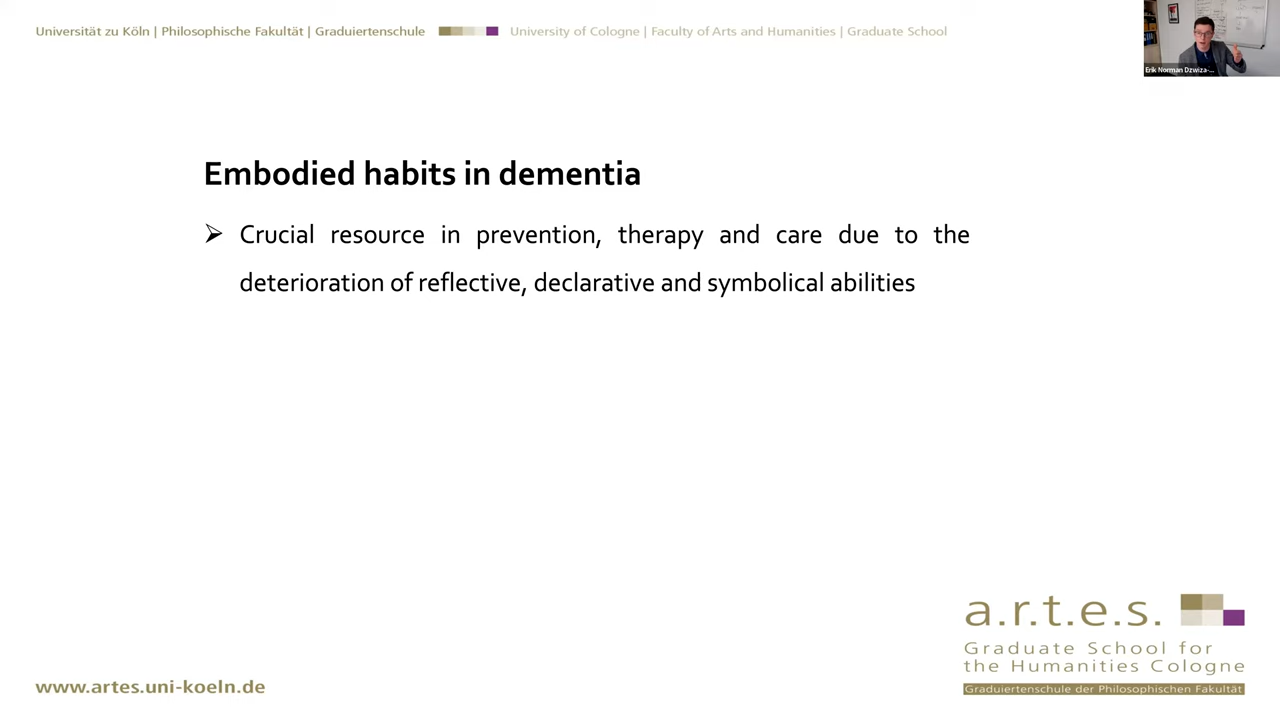 Universität zu Köln | Philosophische Fakultät | Graduiertenschule University of Cologne | Faculty of Arts and Humanities | Graduate School
Erik Norman Dzwiza-...
Embodied habits in dementia
➢ Crucial resource in prevention, therapy and care due to the
deterioration of reflective, declarative and symbolical abilities
a.r.t.e.s.
Graduate School for
the Humanities Cologne
Graduiertenschule der Philosophischen Fakultät
www.artes.uni-koeln.de